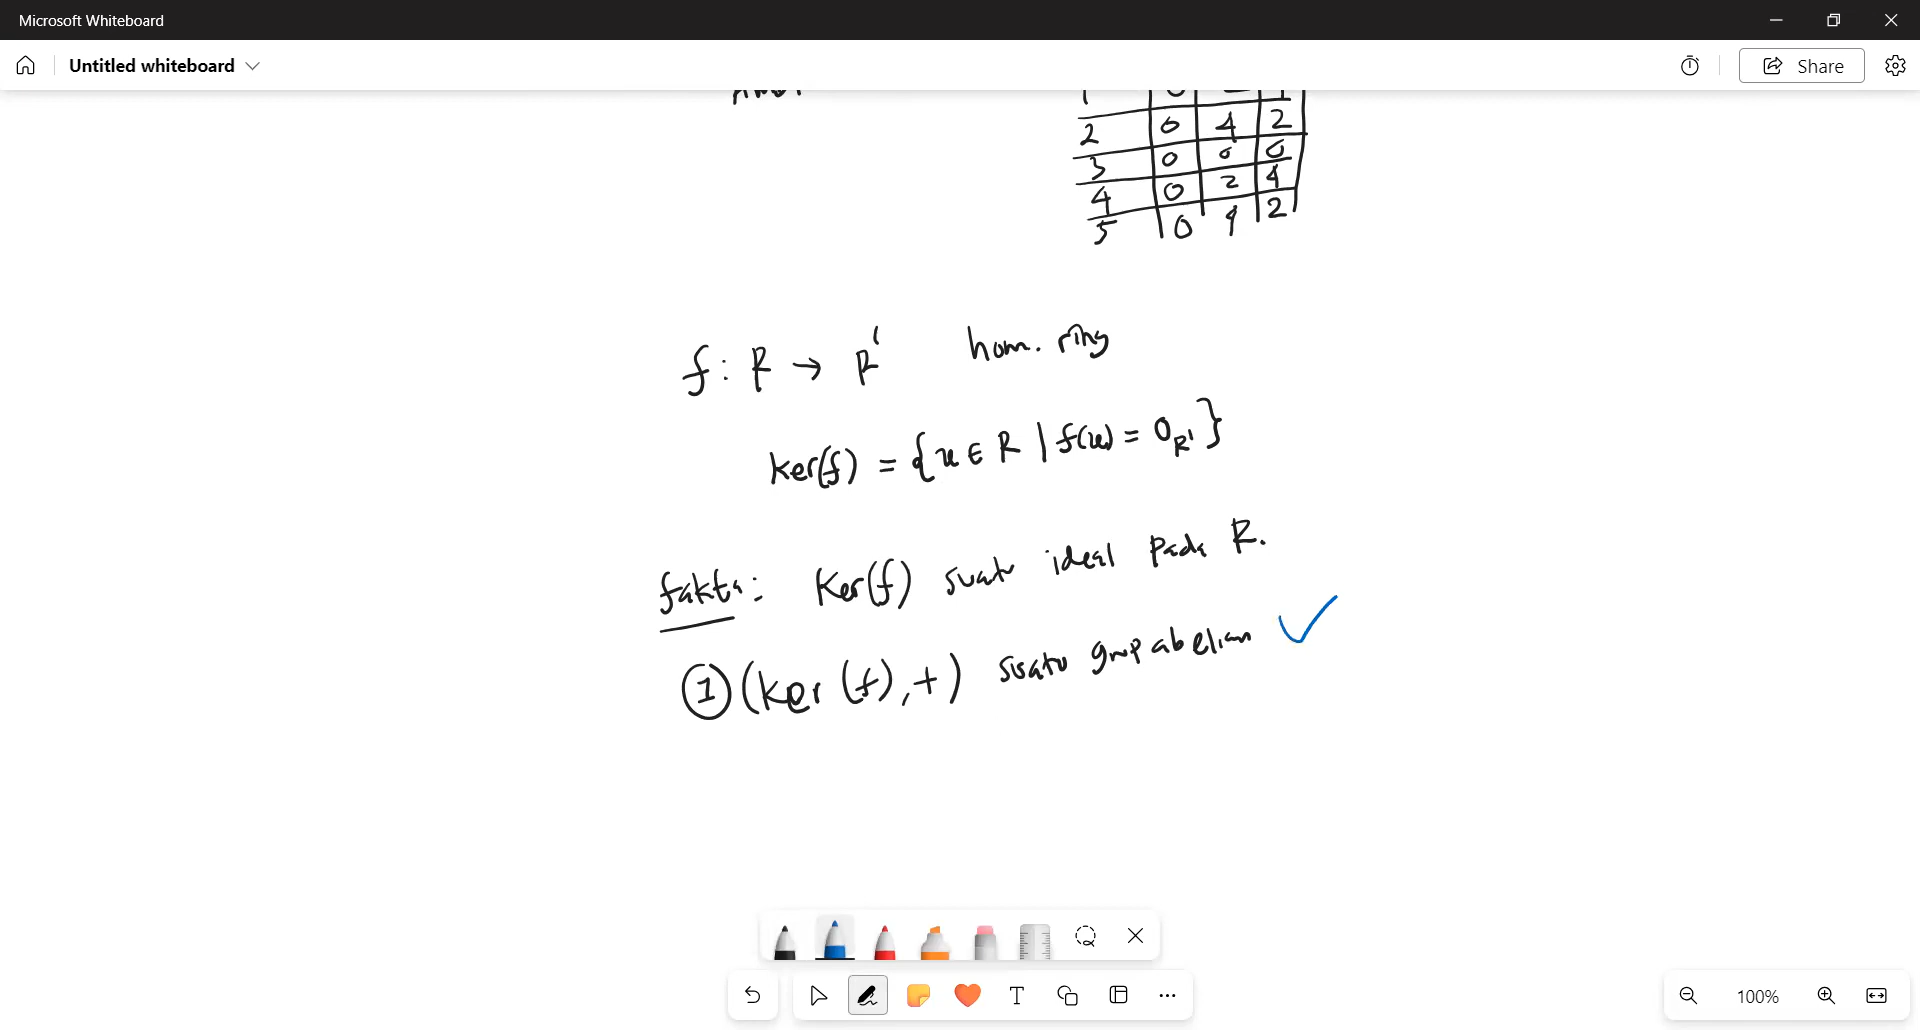 Microsoft Whiteboard
Untitled whiteboard
Share
2 0 4 2
3 0 0 0
4 0 2 4
5 0 4 2
f : R → R' hom. ring
Ker(f) = {x ∈ R | f(x) = 0_R'}
fakta : Ker(f) suatu ideal pada R.
① (Ker (f), +) suatu grup abelian ✓
100%